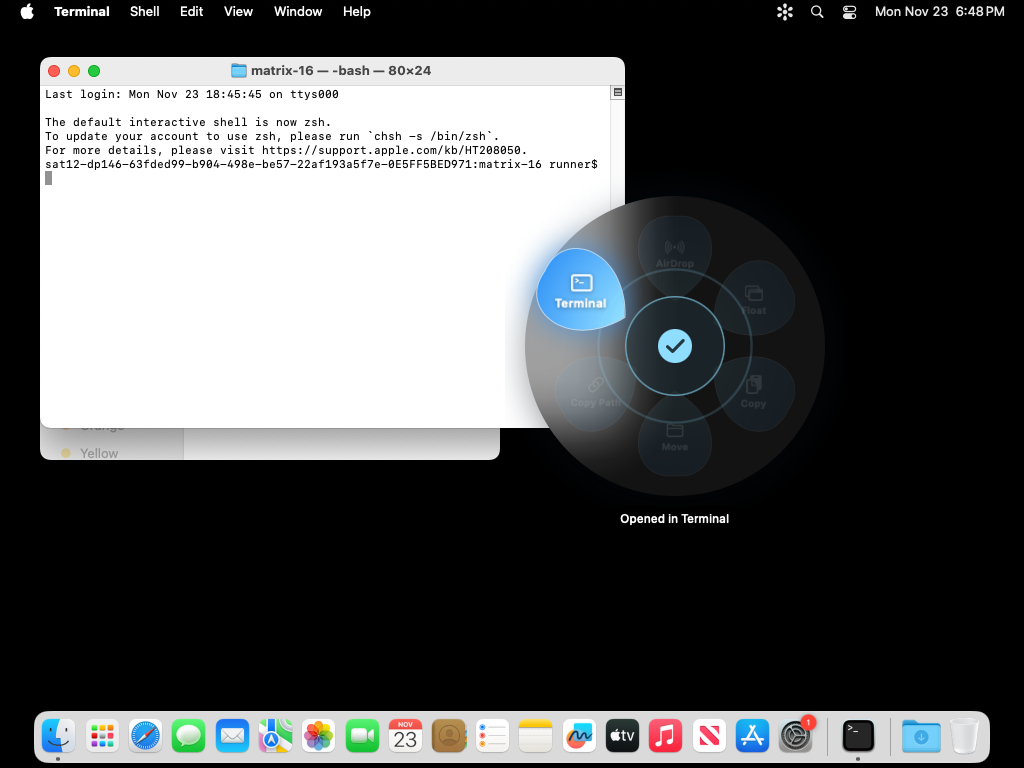 Terminal Shell Edit View Window Help Mon Nov 23 6:48 PM
matrix-16 — -bash — 80×24
Last login: Mon Nov 23 18:45:45 on ttys000
The default interactive shell is now zsh.
To update your account to use zsh, please run `chsh -s /bin/zsh`.
For more details, please visit https://support.apple.com/kb/HT208050.
sat12-dp146-63fded99-b904-498e-be57-22af193a5f7e-0E5FF5BED971:matrix-16 runner$
AirDrop
Terminal
Float
Copy Path
Copy
Move
Orange
Yellow
Opened in Terminal
NOV
23
tv
1
>_